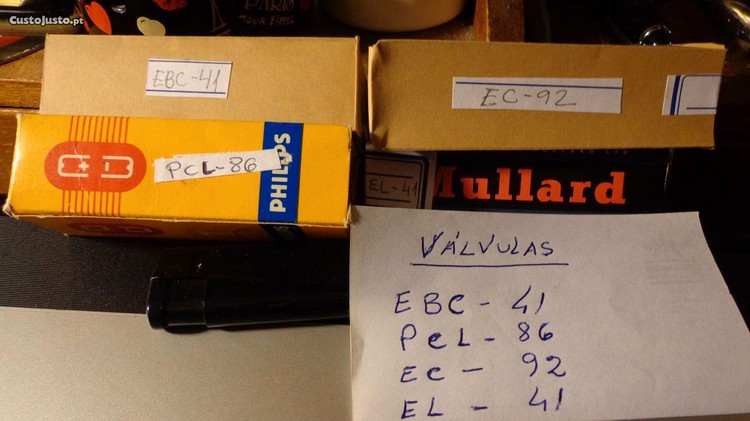 CustoJusto.pt
PARIS
EBC-41
EC-92
PCL-86
PHILIPS
EL-41
Mullard
VÁLVULAS
EBC - 41
PCL - 86
EC - 92
EL - 41